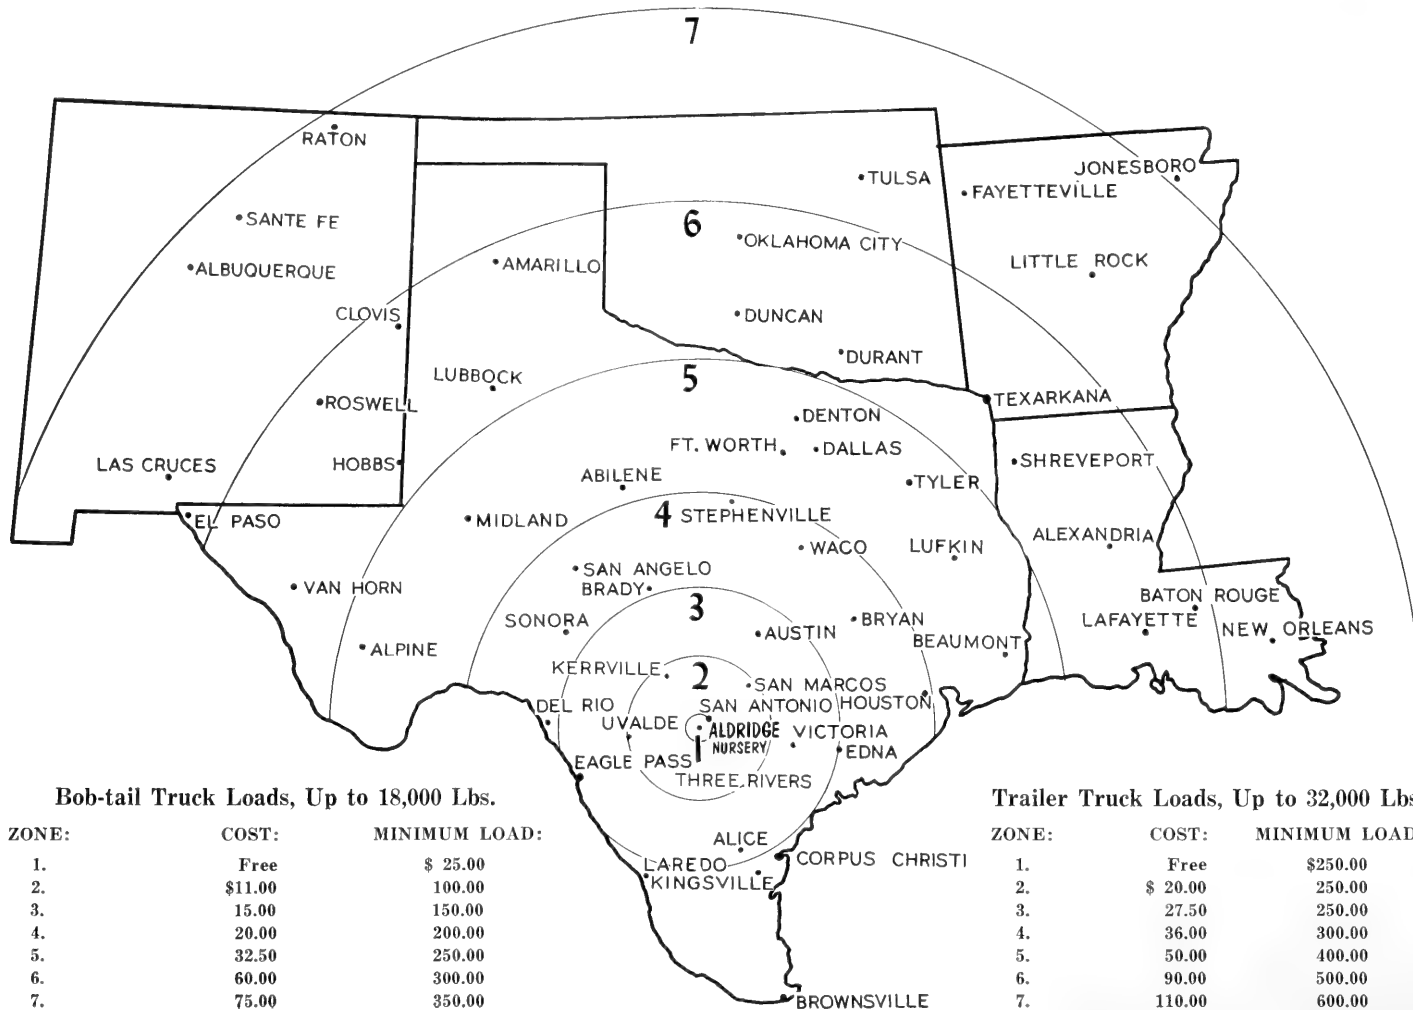 7
RATON
JONESBORO
TULSA
FAYETTEVILLE
SANTE FE
6
OKLAHOMA CITY
AMARILLO
LITTLE ROCK
ALBUQUERQUE
CLOVIS
DUNCAN
DURANT
LUBBOCK
5
ROSWELL
TEXARKANA
DENTON
FT. WORTH
DALLAS
LAS CRUCES
HOBBS
SHREVEPORT
ABILENE
TYLER
4
STEPHENVILLE
EL PASO
MIDLAND
WACO
LUFKIN
ALEXANDRIA
SAN ANGELO
VAN HORN
BRADY
3
BATON ROUGE
SONORA
AUSTIN
BRYAN
LAFAYETTE
NEW ORLEANS
BEAUMONT
ALPINE
KERRVILLE
2
SAN MARCOS
DEL RIO
SAN ANTONIO
HOUSTON
UVALDE
1
ALDRIDGE
NURSERY
VICTORIA
EDNA
EAGLE PASS
THREE RIVERS
ALICE
LAREDO
CORPUS CHRISTI
KINGSVILLE
BROWNSVILLE
Bob-tail Truck Loads, Up to 18,000 Lbs.
ZONE: COST: MINIMUM LOAD:
1. Free $ 25.00
2. $11.00 100.00
3. 15.00 150.00
4. 20.00 200.00
5. 32.50 250.00
6. 60.00 300.00
7. 75.00 350.00
Trailer Truck Loads, Up to 32,000 Lbs
ZONE: COST: MINIMUM LOAD
1. Free $250.00
2. $ 20.00 250.00
3. 27.50 250.00
4. 36.00 300.00
5. 50.00 400.00
6. 90.00 500.00
7. 110.00 600.00